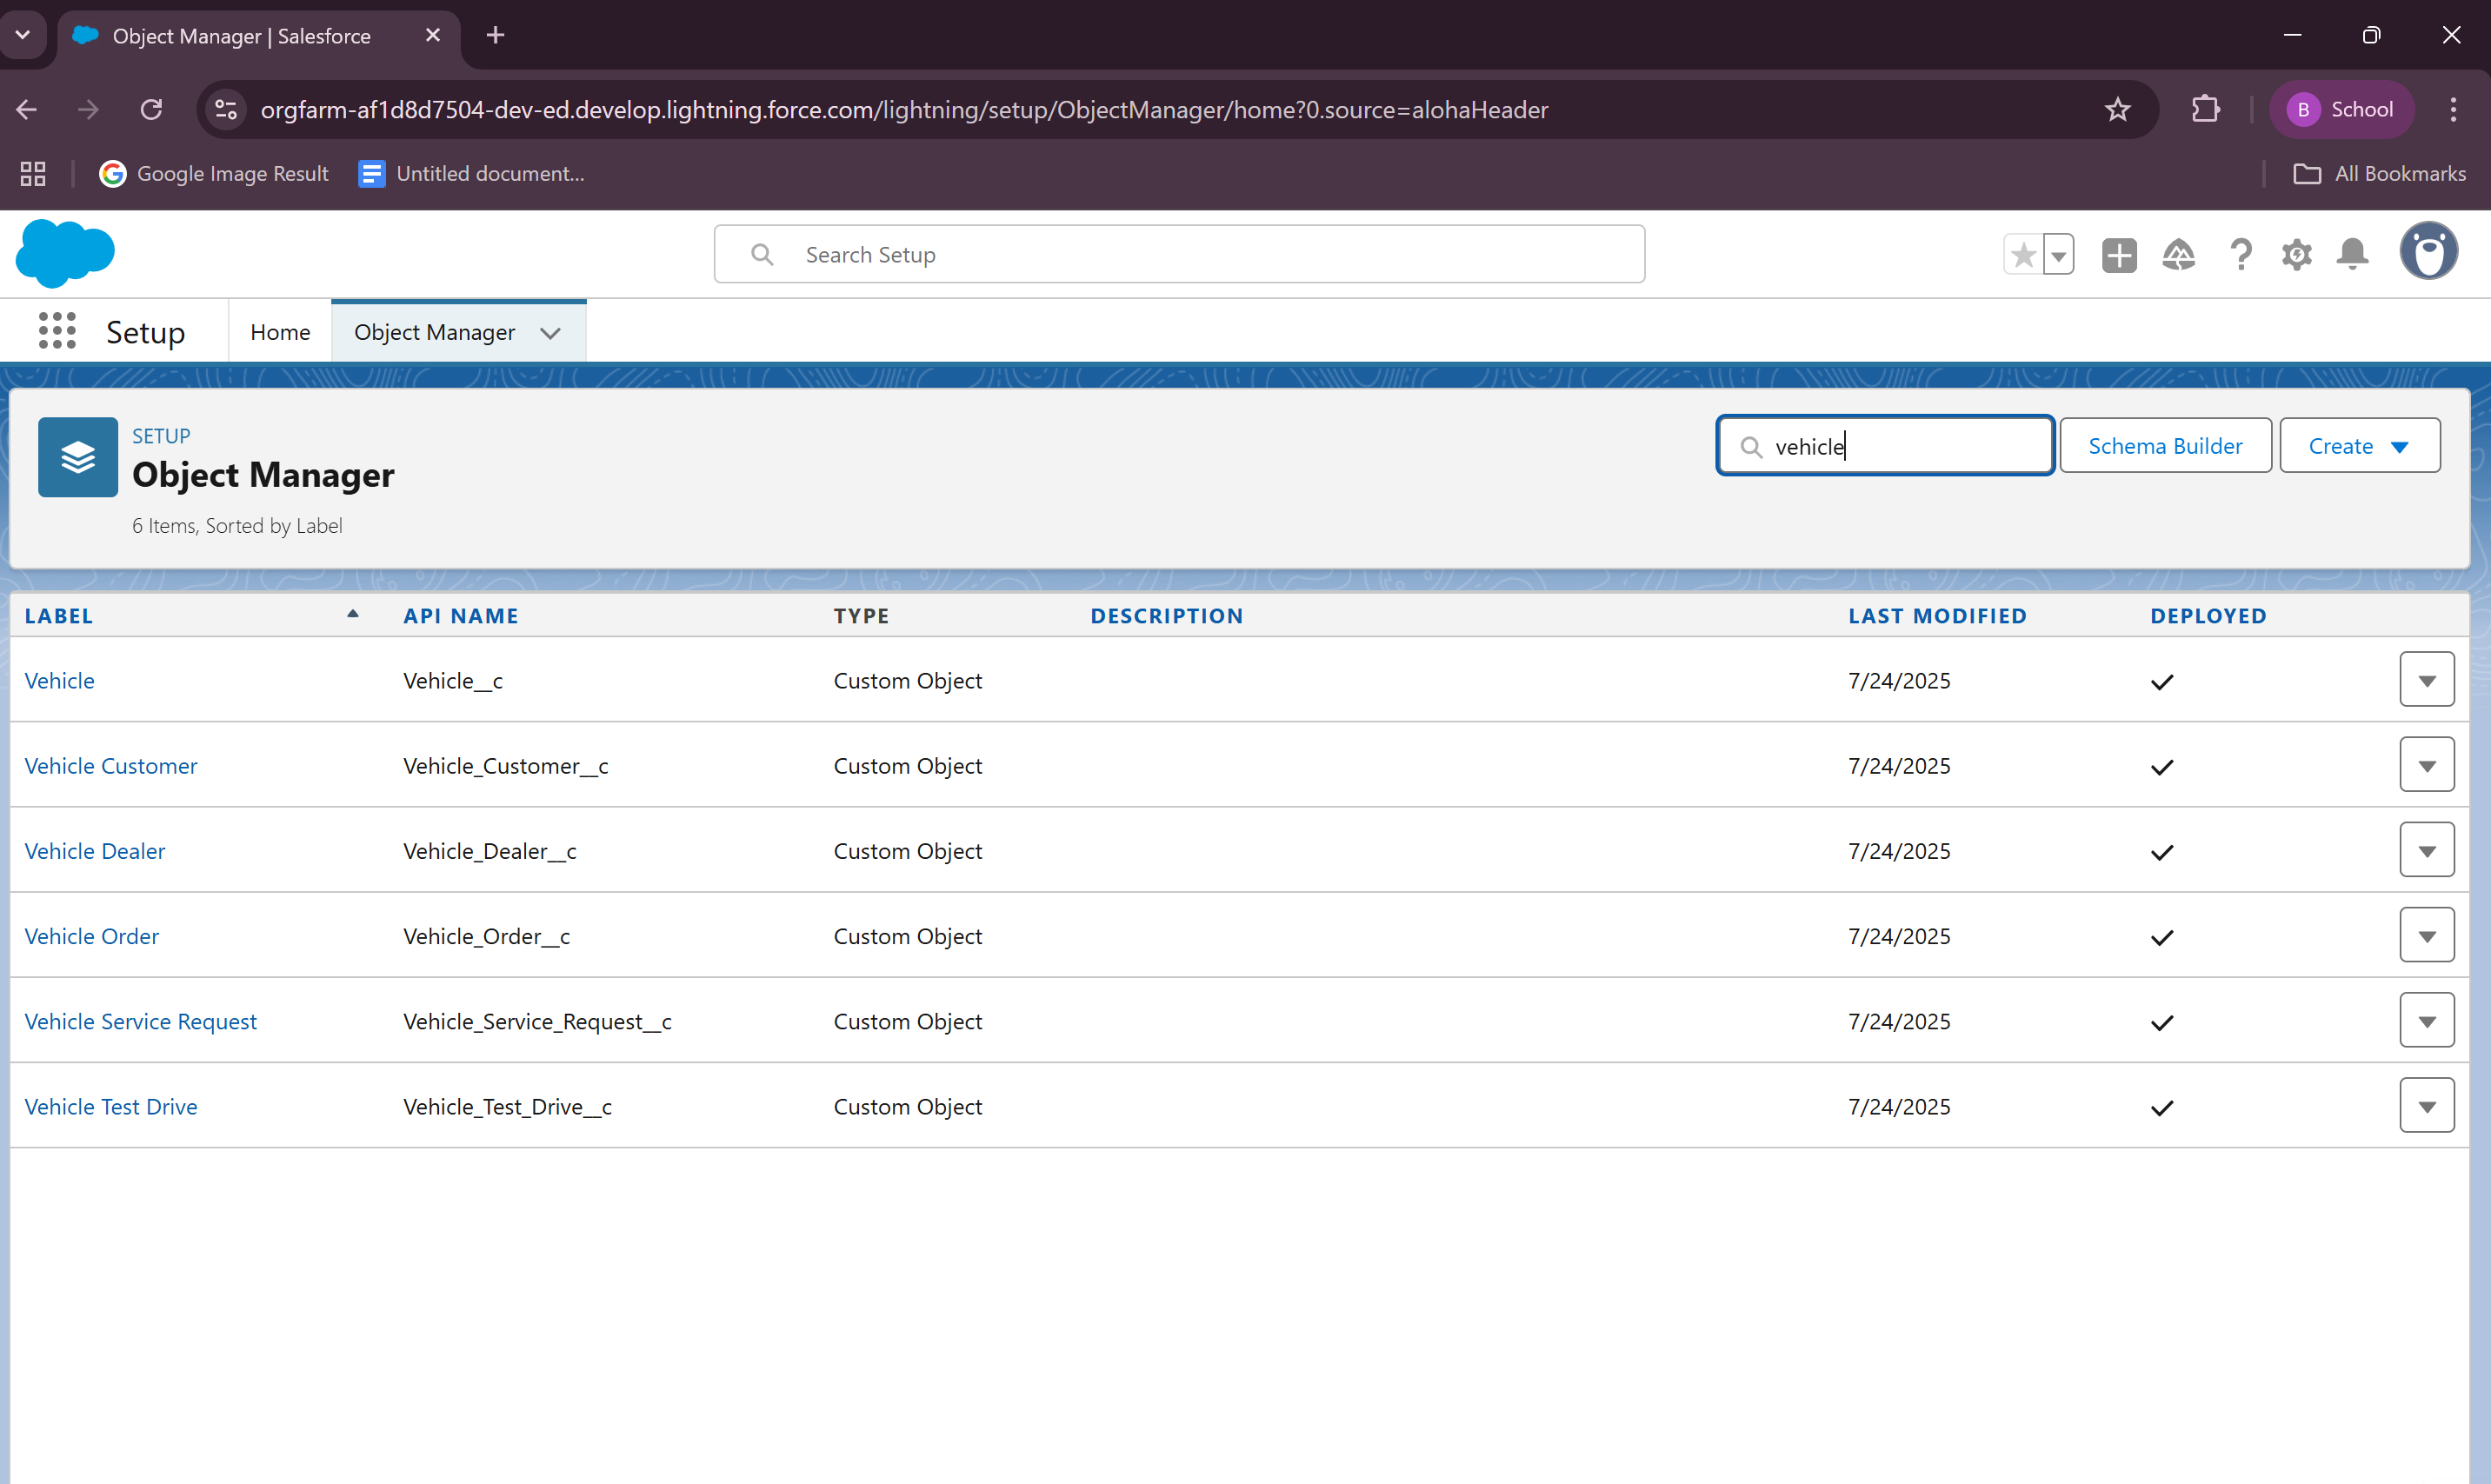 Object Manager | Salesforce
orgfarm-af1d8d7504-dev-ed.develop.lightning.force.com/lightning/setup/ObjectManager/home?0.source=alohaHeader
B School
Google Image Result Untitled document... All Bookmarks
Search Setup
Setup Home Object Manager
SETUP
Object Manager
6 Items, Sorted by Label
vehicle Schema Builder Create
LABEL API NAME TYPE DESCRIPTION LAST MODIFIED DEPLOYED
Vehicle Vehicle__c Custom Object 7/24/2025
Vehicle Customer Vehicle_Customer__c Custom Object 7/24/2025
Vehicle Dealer Vehicle_Dealer__c Custom Object 7/24/2025
Vehicle Order Vehicle_Order__c Custom Object 7/24/2025
Vehicle Service Request Vehicle_Service_Request__c Custom Object 7/24/2025
Vehicle Test Drive Vehicle_Test_Drive__c Custom Object 7/24/2025